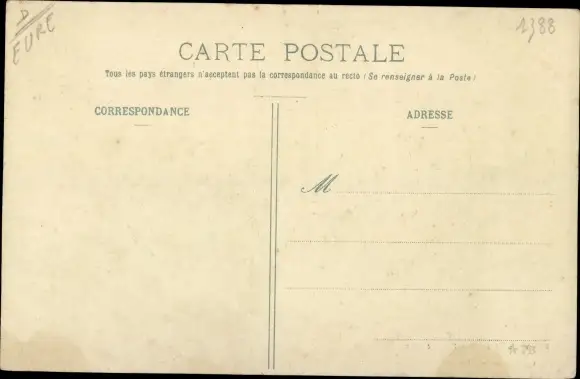 D
EURE
1388
CARTE POSTALE
Tous les pays étrangers n'acceptent pas la correspondance au recto (Se renseigner à la Poste)
CORRESPONDANCE
ADRESSE
M